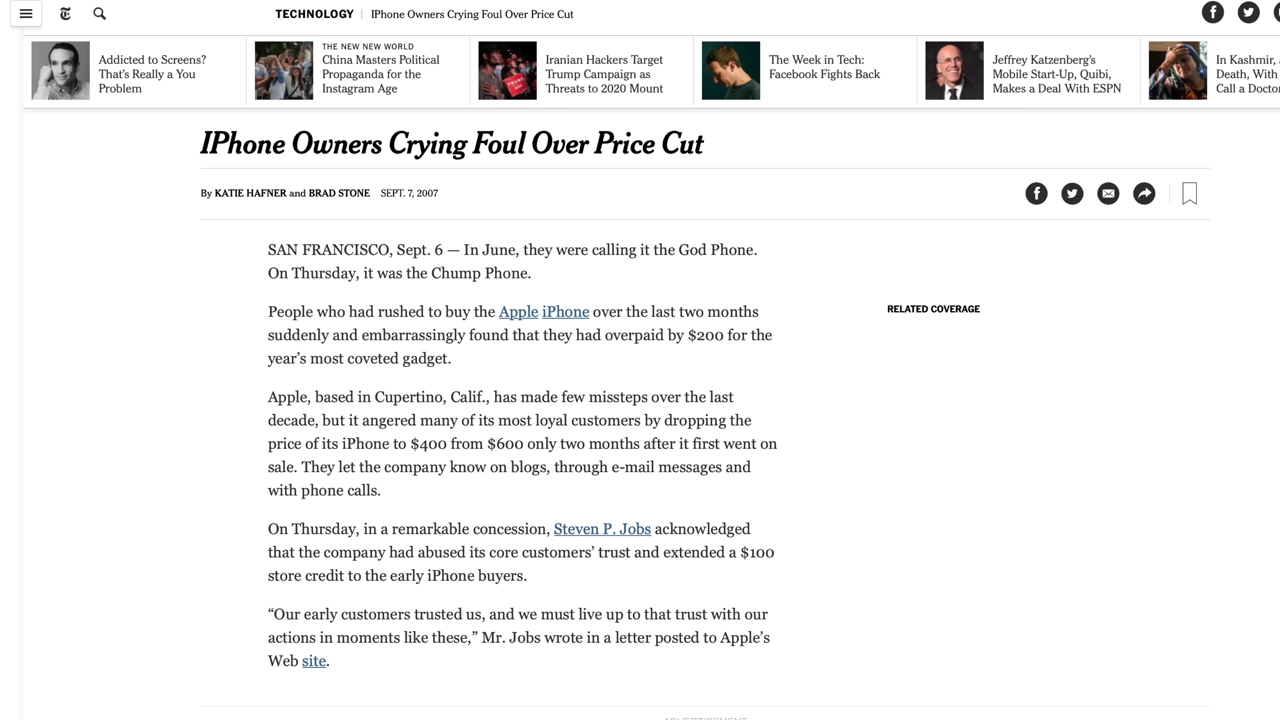 TECHNOLOGY | IPhone Owners Crying Foul Over Price Cut
Addicted to Screens?
That's Really a You
Problem
THE NEW NEW WORLD
China Masters Political
Propaganda for the
Instagram Age
Iranian Hackers Target
Trump Campaign as
Threats to 2020 Mount
The Week in Tech:
Facebook Fights Back
Jeffrey Katzenberg's
Mobile Start-Up, Quibi,
Makes a Deal With ESPN
In Kashmir,
Death, With
Call a Docto
IPhone Owners Crying Foul Over Price Cut
By KATIE HAFNER and BRAD STONE SEPT. 7, 2007
SAN FRANCISCO, Sept. 6 — In June, they were calling it the God Phone.
On Thursday, it was the Chump Phone.
People who had rushed to buy the Apple iPhone over the last two months
suddenly and embarrassingly found that they had overpaid by $200 for the
year's most coveted gadget.
Apple, based in Cupertino, Calif., has made few missteps over the last
decade, but it angered many of its most loyal customers by dropping the
price of its iPhone to $400 from $600 only two months after it first went on
sale. They let the company know on blogs, through e-mail messages and
with phone calls.
On Thursday, in a remarkable concession, Steven P. Jobs acknowledged
that the company had abused its core customers' trust and extended a $100
store credit to the early iPhone buyers.
“Our early customers trusted us, and we must live up to that trust with our
actions in moments like these,” Mr. Jobs wrote in a letter posted to Apple's
Web site.
RELATED COVERAGE